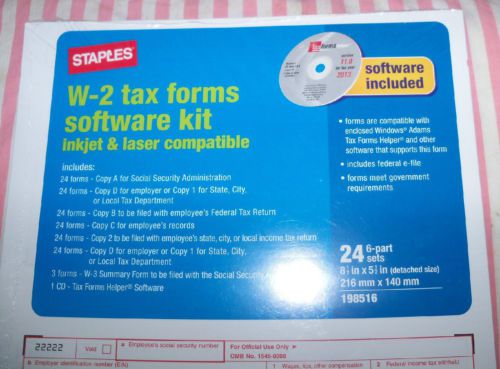 STAPLES
W-2 tax forms
software kit
inkjet & laser compatible
taxforms helper
version
11.0
for tax year
2013
software
included
includes:
24 forms - Copy A for Social Security Administration
24 forms - Copy D for employer or Copy 1 for State, City,
or Local Tax Department
24 forms - Copy B to be filed with employee's Federal Tax Return
24 forms - Copy C for employee's records
24 forms - Copy 2 to be filed with employee's state, city, or local income tax return
24 forms - Copy D for employer or Copy 1 for State, City,
or Local Tax Department
3 forms - W-3 Summary Form to be filed with the Social Security
1 CD - Tax Forms Helper® Software
• forms are compatible with
enclosed Windows® Adams
Tax Forms Helper® and other
software that supports this form
• includes federal e-file
• forms meet government
requirements
24 6-part
sets
8½ in x 5½ in (detached size)
216 mm x 140 mm
198516
22222
Void
a Employee's social security number
For Official Use Only ►
OMB No. 1545-0008
b Employer identification number (EIN)
1 Wages, tips, other compensation
2 Federal income tax withheld